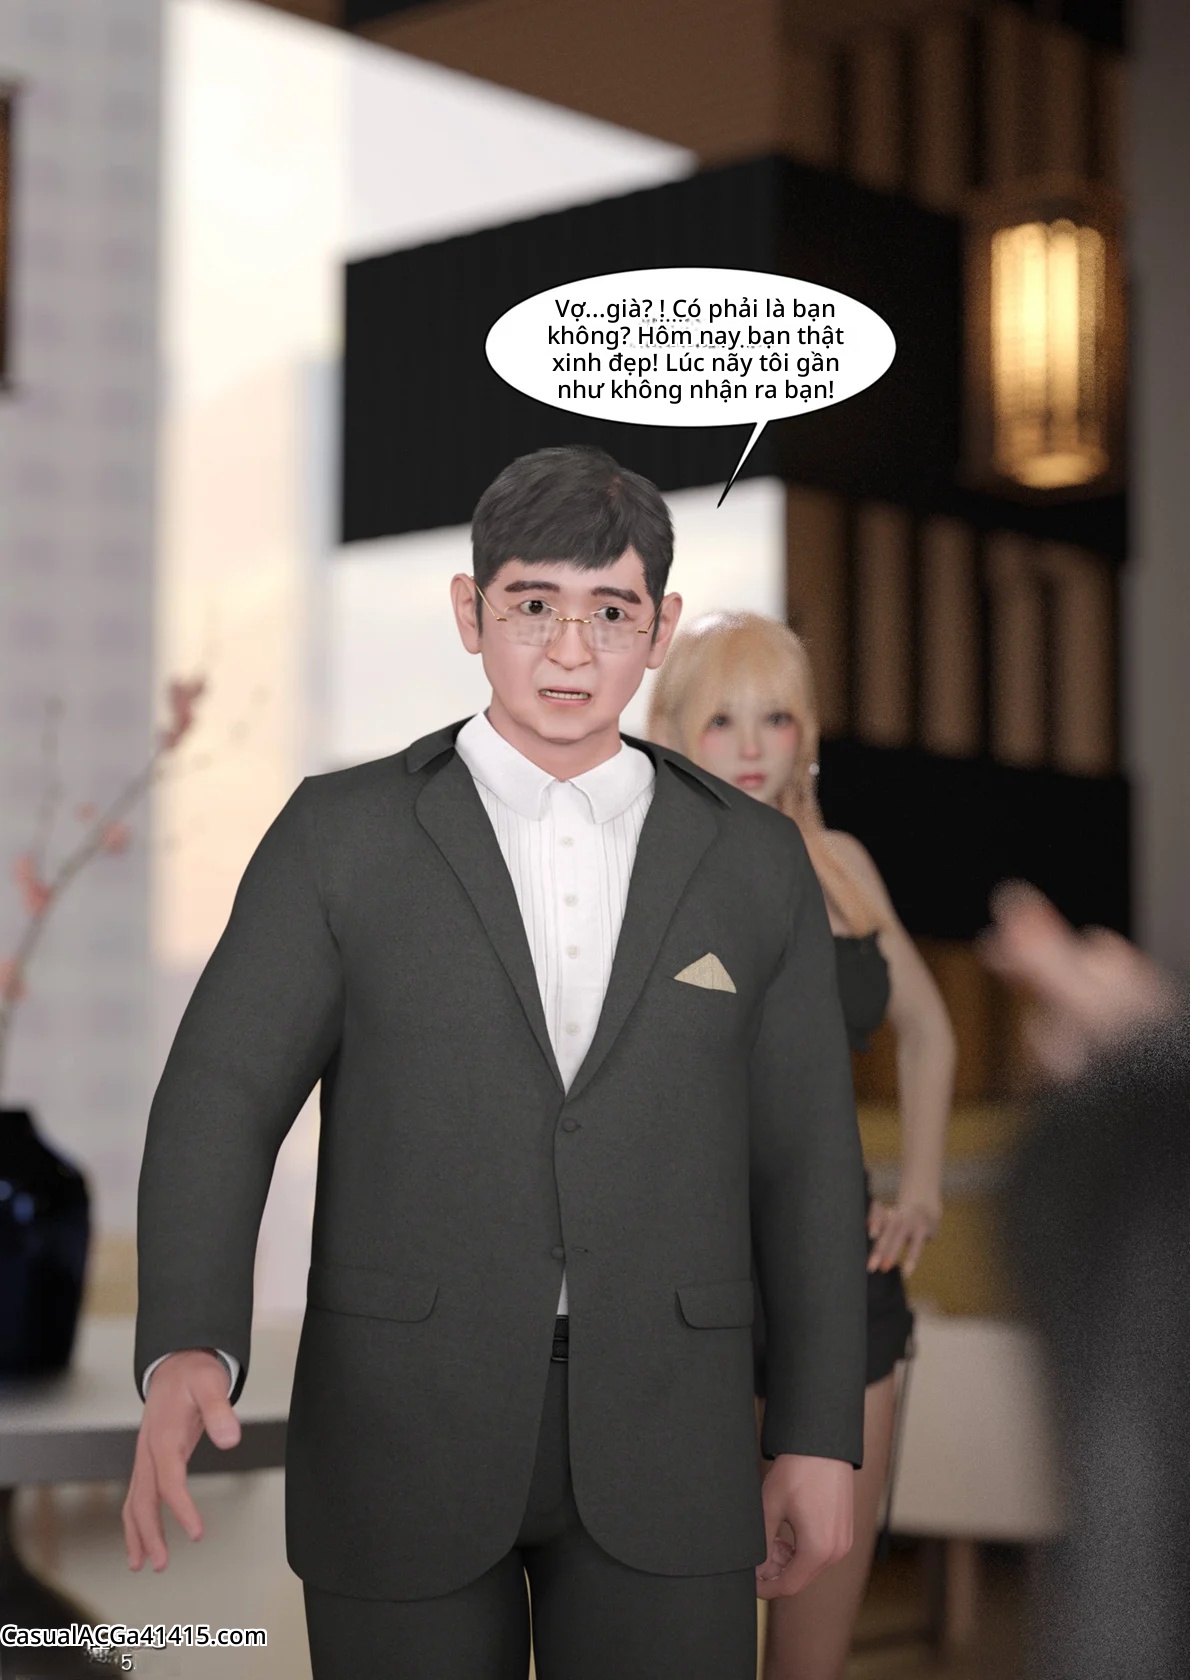 Vợ...già? ! Có phải là bạn
không? Hôm nay bạn thật
xinh đẹp! Lúc nãy tôi gần
như không nhận ra bạn!
CasualACGa41415.com
5.